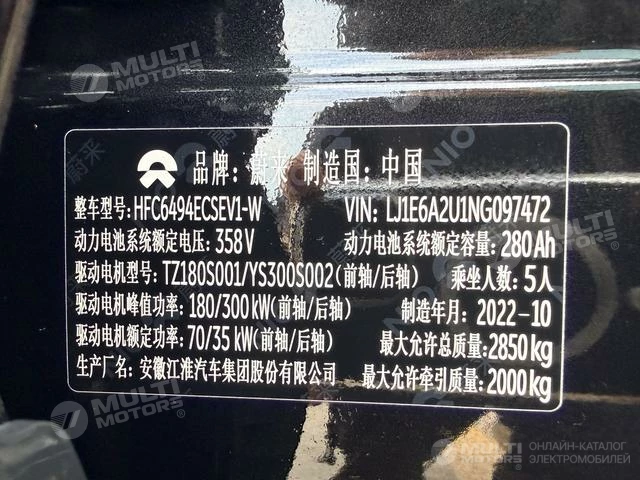 MULTI MOTORS
品牌: 蔚来 制造国: 中国
整车型号: HFC6494ECSEV1-W VIN: LJ1E6A2U1NG097472
动力电池系统额定电压: 358V 动力电池系统额定容量: 280Ah
驱动电机型号: TZ180S001/YS300S002(前轴/后轴) 乘坐人数: 5人
驱动电机峰值功率: 180/300kW(前轴/后轴) 制造年月: 2022-10
驱动电机额定功率: 70/35kW(前轴/后轴) 最大允许总质量: 2850kg
生产厂名: 安徽江淮汽车集团股份有限公司 最大允许牵引质量: 2000kg
NIO 蔚来
MULTI MOTORS
MULTI MOTORS ОНЛАЙН-КАТАЛОГ
ЭЛЕКТРОМОБИЛЕЙ